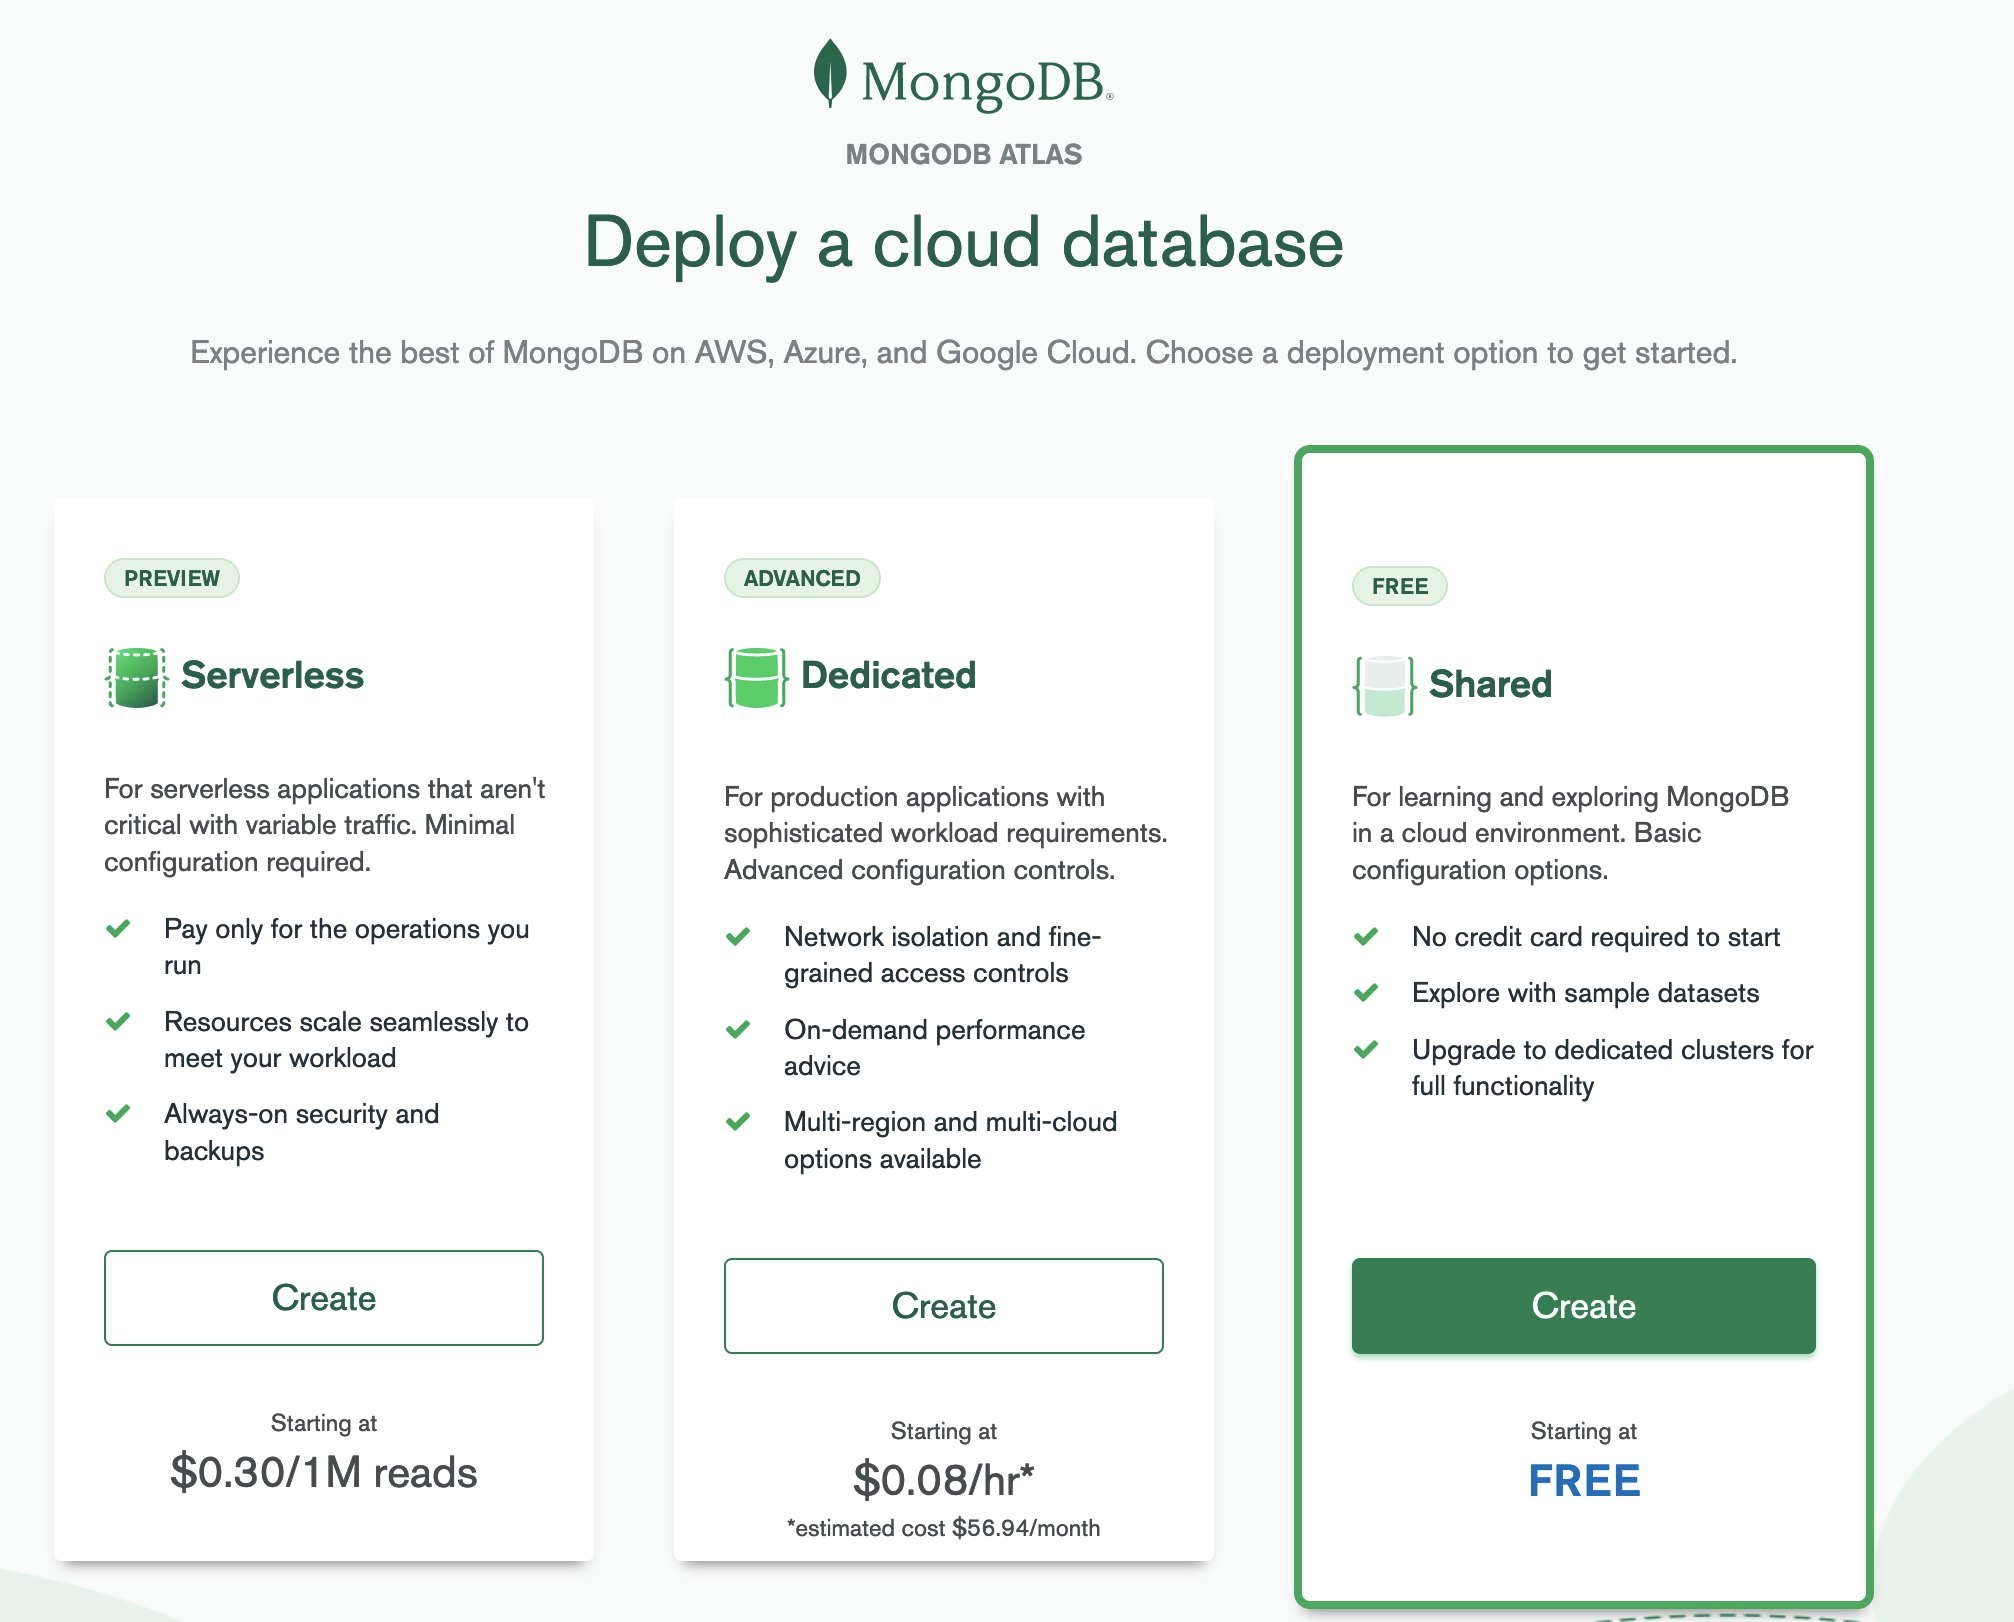 MongoDB®
MONGODB ATLAS
Deploy a cloud database
Experience the best of MongoDB on AWS, Azure, and Google Cloud. Choose a deployment option to get started.
PREVIEW
Serverless
For serverless applications that aren't
critical with variable traffic. Minimal
configuration required.
Pay only for the operations you
run
Resources scale seamlessly to
meet your workload
Always-on security and
backups
Create
Starting at
$0.30/1M reads
ADVANCED
Dedicated
For production applications with
sophisticated workload requirements.
Advanced configuration controls.
Network isolation and fine-
grained access controls
On-demand performance
advice
Multi-region and multi-cloud
options available
Create
Starting at
$0.08/hr*
*estimated cost $56.94/month
FREE
Shared
For learning and exploring MongoDB
in a cloud environment. Basic
configuration options.
No credit card required to start
Explore with sample datasets
Upgrade to dedicated clusters for
full functionality
Create
Starting at
FREE